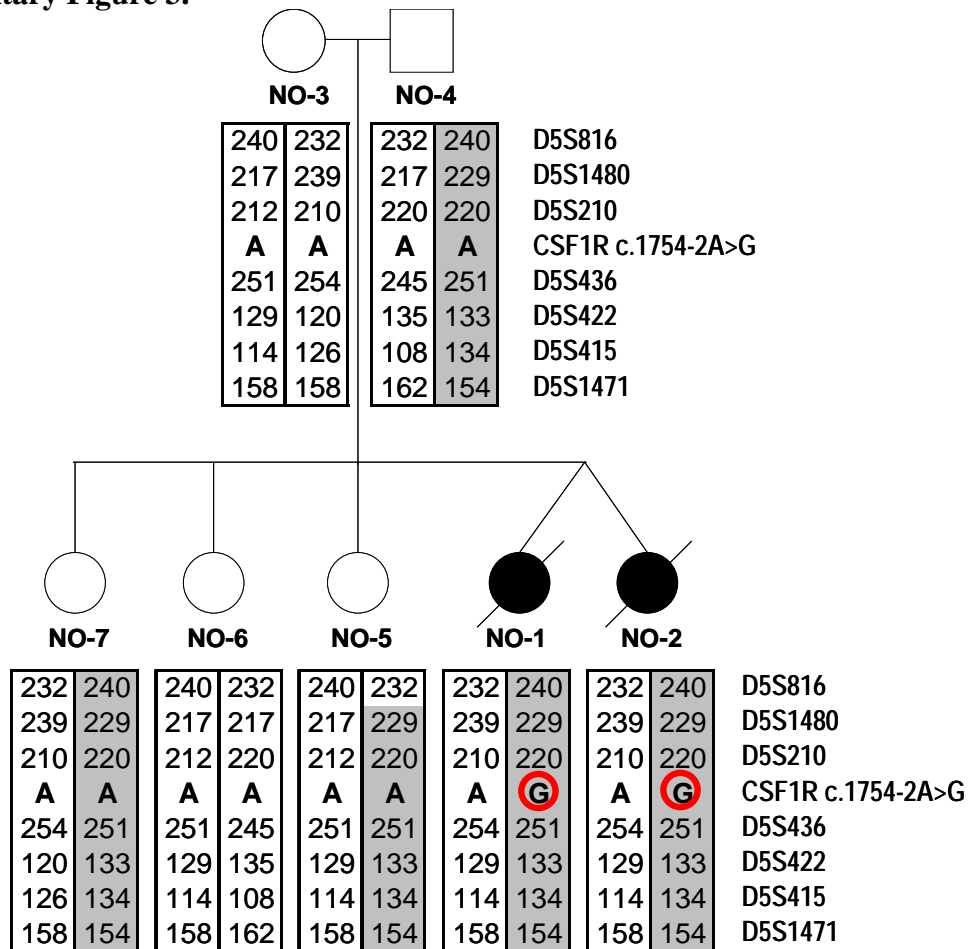 tary Figure 3.
NO-3 NO-4
240 232 232 240 D5S816
217 239 217 229 D5S1480
212 210 220 220 D5S210
A A A A CSF1R c.1754-2A>G
251 254 245 251 D5S436
129 120 135 133 D5S422
114 126 108 134 D5S415
158 158 162 154 D5S1471
NO-7 NO-6 NO-5 NO-1 NO-2
232 240 240 232 240 232 232 240 232 240 D5S816
239 229 217 217 217 229 239 229 239 229 D5S1480
210 220 212 220 212 220 210 220 210 220 D5S210
A A A A A A A G A G CSF1R c.1754-2A>G
254 251 251 245 251 251 254 251 254 251 D5S436
120 133 129 135 129 133 129 133 129 133 D5S422
126 134 114 108 114 134 114 134 114 134 D5S415
158 154 158 162 158 154 158 154 158 154 D5S1471